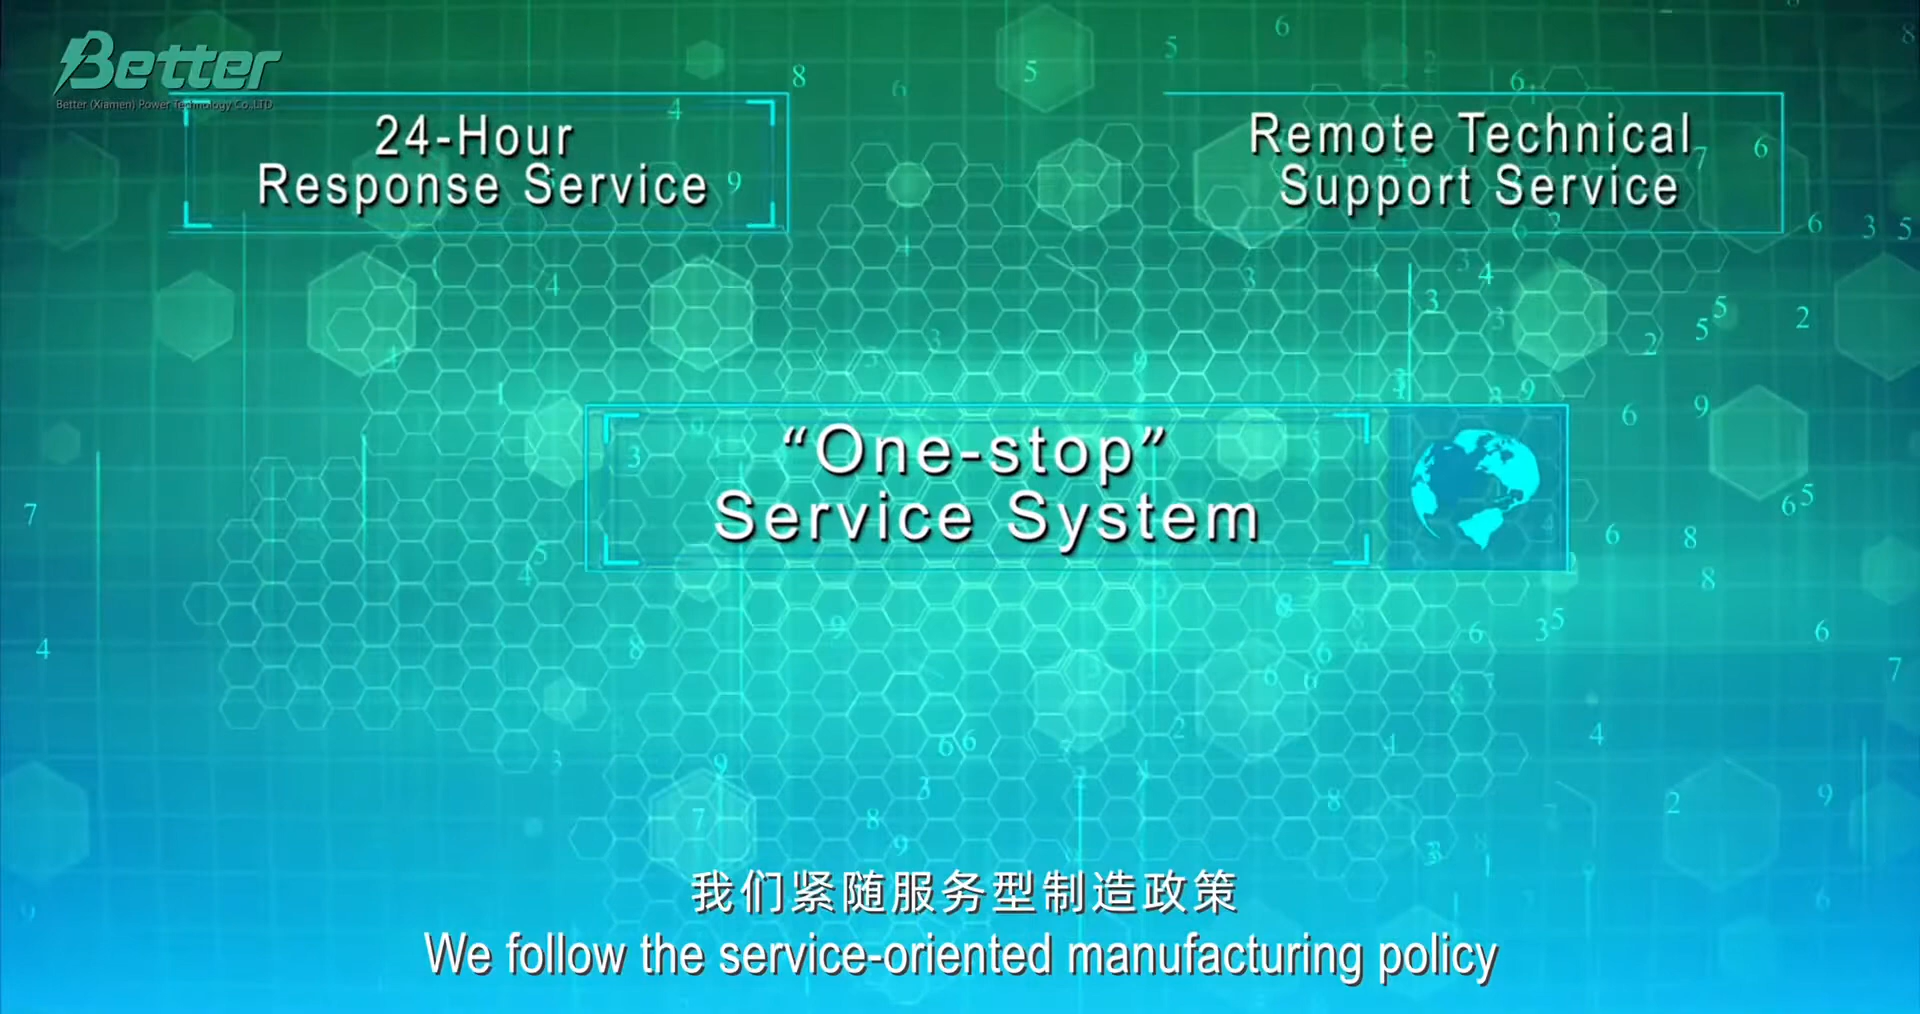 Better
Better (Xiamen) Power Technology Co.,LTD
24-Hour
Response Service
Remote Technical
Support Service
“One-stop”
Service System
我们紧随服务型制造政策
We follow the service-oriented manufacturing policy